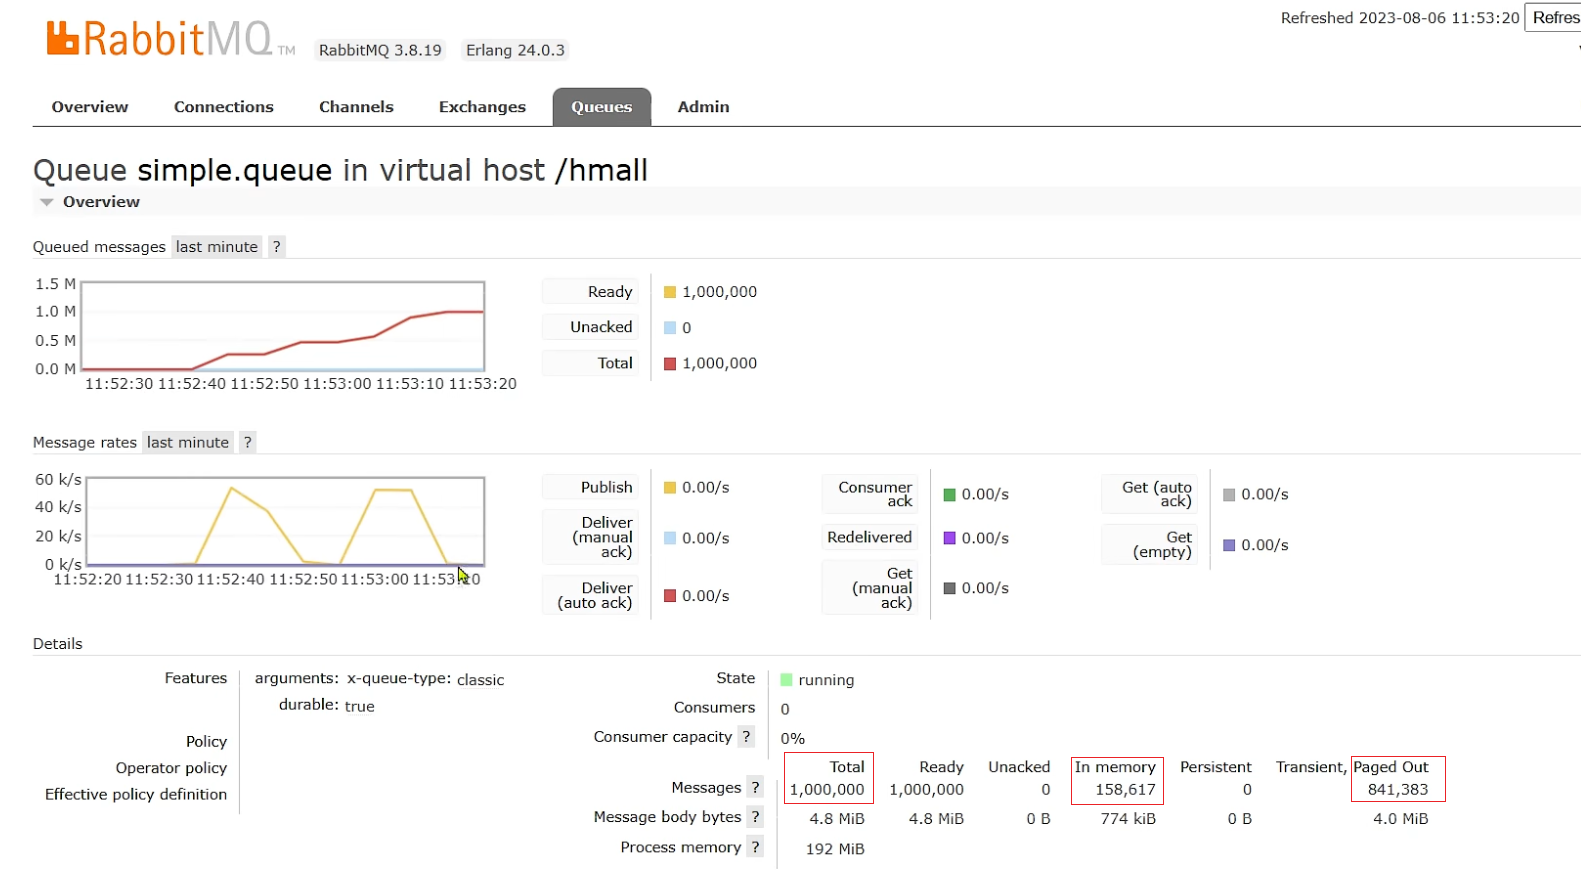 Refreshed 2023-08-06 11:53:20 Refres
RabbitMQ TM RabbitMQ 3.8.19 Erlang 24.0.3
Overview Connections Channels Exchanges Queues Admin
Queue simple.queue in virtual host /hmall
Overview
Queued messages last minute ?
1.5 M
1.0 M
0.5 M
0.0 M
11:52:30 11:52:40 11:52:50 11:53:00 11:53:10 11:53:20
Ready 1,000,000
Unacked 0
Total 1,000,000
Message rates last minute ?
60 k/s
40 k/s
20 k/s
0 k/s
11:52:20 11:52:30 11:52:40 11:52:50 11:53:00 11:53:10
Publish 0.00/s
Deliver
(manual 0.00/s
ack)
Deliver
(auto ack) 0.00/s
Consumer
ack 0.00/s
Redelivered 0.00/s
Get
(manual 0.00/s
ack)
Get (auto
ack) 0.00/s
Get
(empty) 0.00/s
Details
Features arguments: x-queue-type: classic
durable: true
Policy
Operator policy
Effective policy definition
State running
Consumers 0
Consumer capacity ? 0%
Total Ready Unacked In memory Persistent Transient, Paged Out
Messages ? 1,000,000 1,000,000 0 158,617 0 841,383
Message body bytes ? 4.8 MiB 4.8 MiB 0 B 774 kiB 0 B 4.0 MiB
Process memory ? 192 MiB